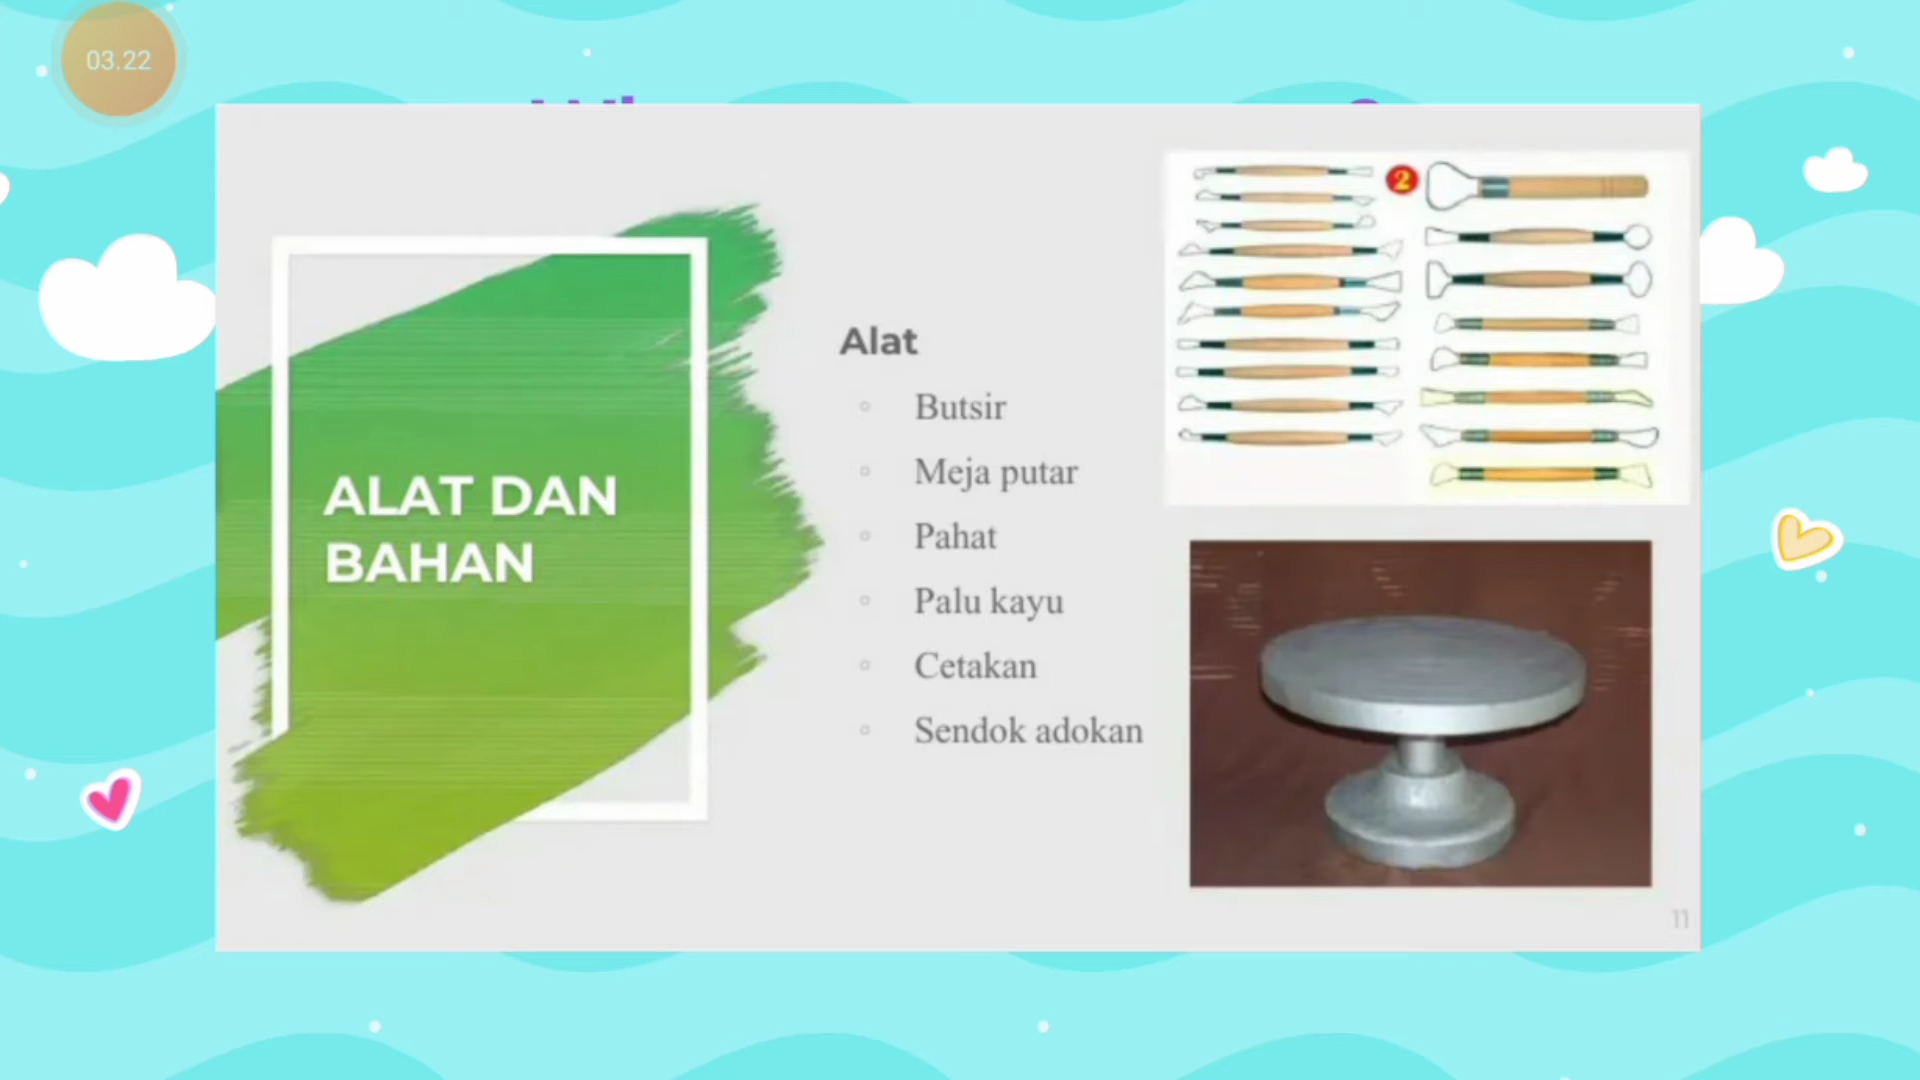 03.22
ALAT DAN
BAHAN
Alat
Butsir
Meja putar
Pahat
Palu kayu
Cetakan
Sendok adokan
2
11